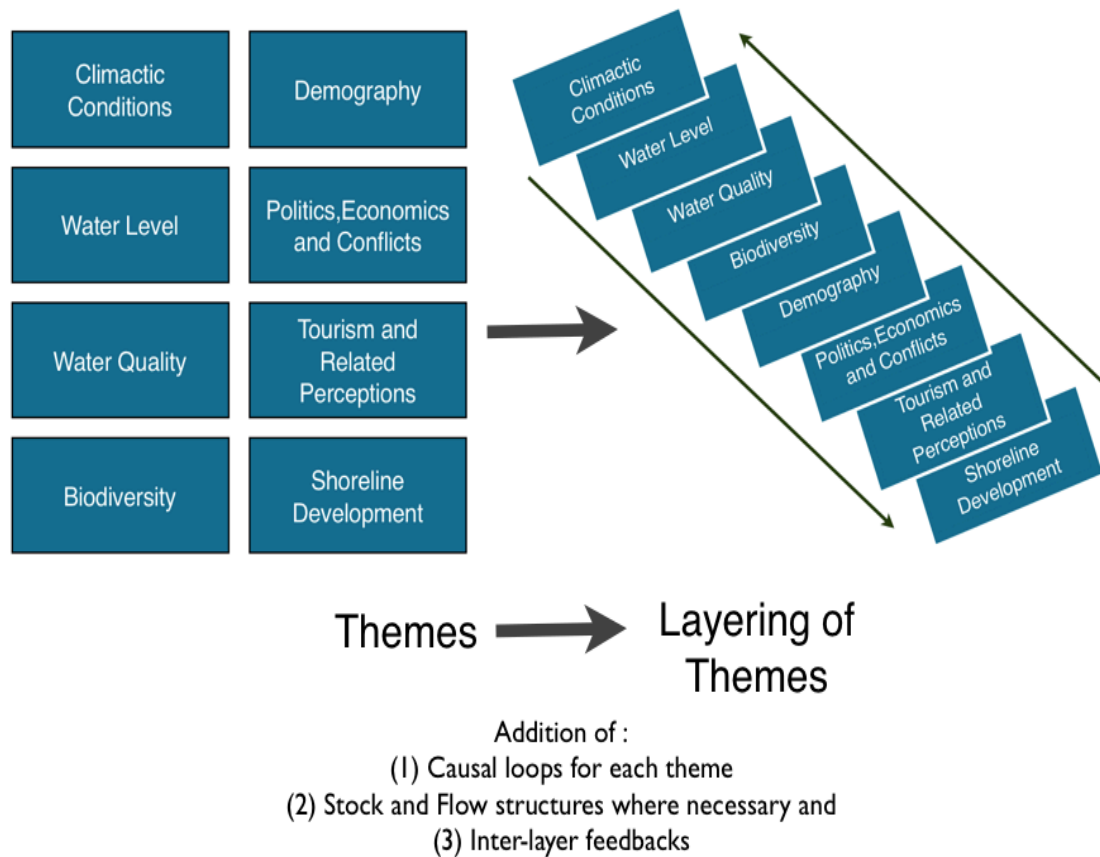 Climactic
Conditions
Demography
Water Level
Politics,Economics
and Conflicts
Water Quality
Tourism and
Related
Perceptions
Biodiversity
Shoreline
Development
Climactic
Conditions
Water Level
Water Quality
Biodiversity
Demography
Politics,Economics
and Conflicts
Tourism and
Related
Perceptions
Shoreline
Development
Themes
Layering of
Themes
Addition of :
(1) Causal loops for each theme
(2) Stock and Flow structures where necessary and
(3) Inter-layer feedbacks